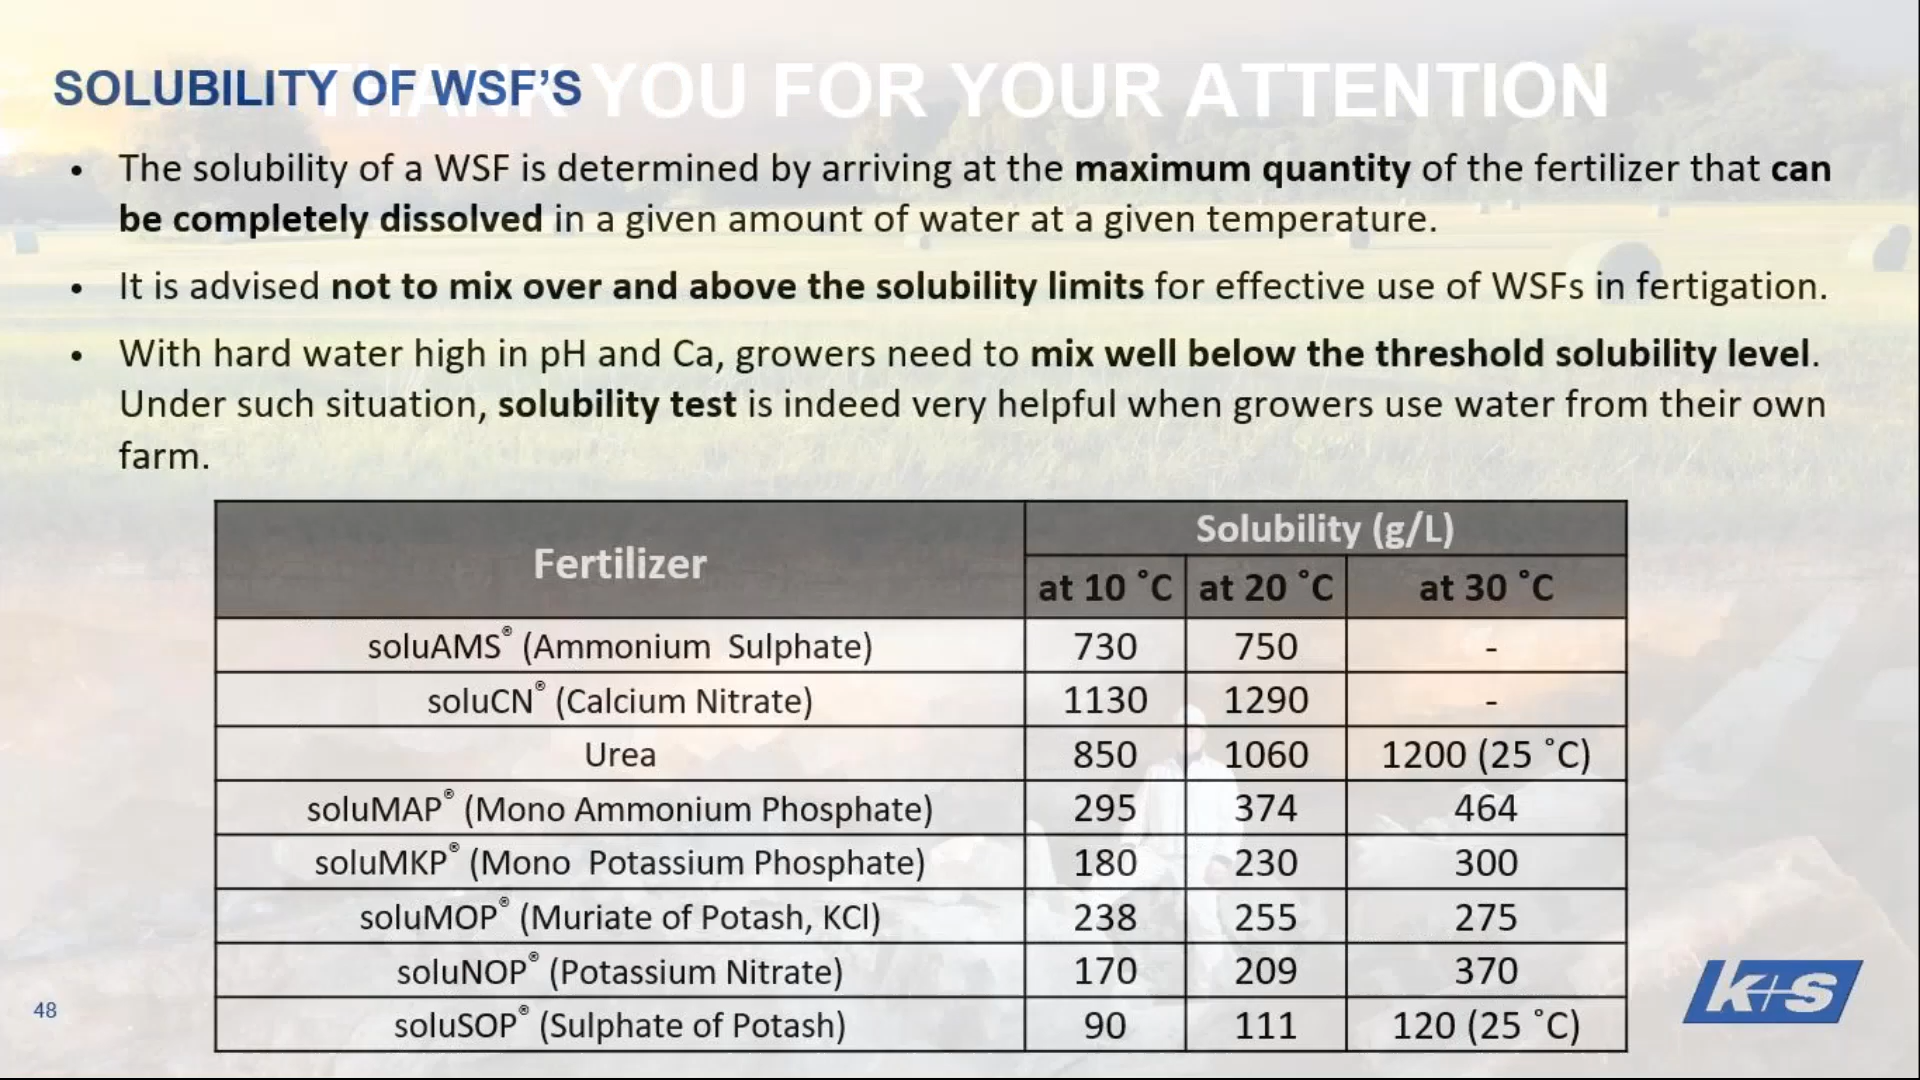 THANK YOU FOR YOUR ATTENTION
SOLUBILITY OF WSF’S
• The solubility of a WSF is determined by arriving at the maximum quantity of the fertilizer that can
be completely dissolved in a given amount of water at a given temperature.
• It is advised not to mix over and above the solubility limits for effective use of WSFs in fertigation.
• With hard water high in pH and Ca, growers need to mix well below the threshold solubility level.
Under such situation, solubility test is indeed very helpful when growers use water from their own
farm.
Fertilizer Solubility (g/L)
at 10 ˚C at 20 ˚C at 30 ˚C
soluAMS® (Ammonium Sulphate) 730 750 -
soluCN® (Calcium Nitrate) 1130 1290 -
Urea 850 1060 1200 (25 ˚C)
soluMAP® (Mono Ammonium Phosphate) 295 374 464
soluMKP® (Mono Potassium Phosphate) 180 230 300
soluMOP® (Muriate of Potash, KCl) 238 255 275
soluNOP® (Potassium Nitrate) 170 209 370
soluSOP® (Sulphate of Potash) 90 111 120 (25 ˚C)
48
k+s